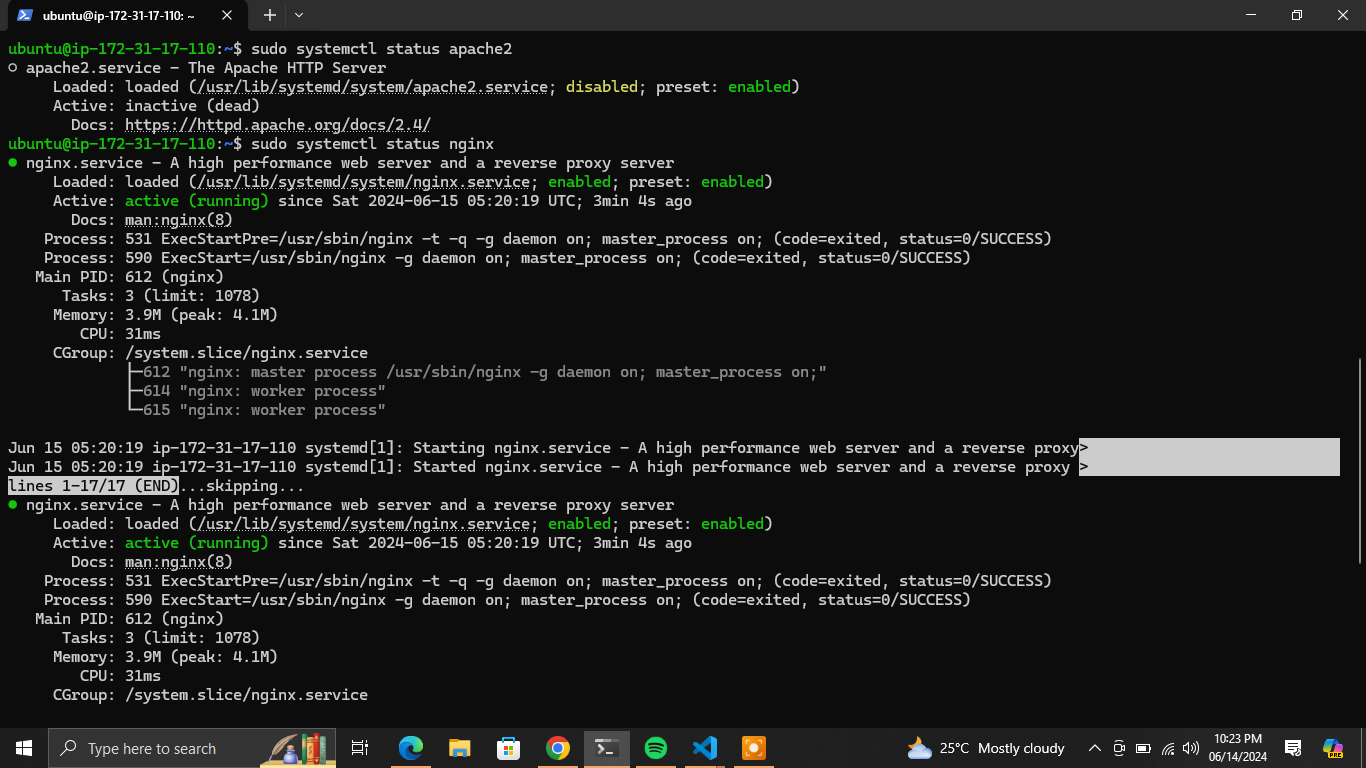 ubuntu@ip-172-31-17-110: ~
ubuntu@ip-172-31-17-110:~$ sudo systemctl status apache2
○ apache2.service - The Apache HTTP Server
     Loaded: loaded (/usr/lib/systemd/system/apache2.service; disabled; preset: enabled)
     Active: inactive (dead)
       Docs: https://httpd.apache.org/docs/2.4/
ubuntu@ip-172-31-17-110:~$ sudo systemctl status nginx
● nginx.service - A high performance web server and a reverse proxy server
     Loaded: loaded (/usr/lib/systemd/system/nginx.service; enabled; preset: enabled)
     Active: active (running) since Sat 2024-06-15 05:20:19 UTC; 3min 4s ago
       Docs: man:nginx(8)
    Process: 531 ExecStartPre=/usr/sbin/nginx -t -q -g daemon on; master_process on; (code=exited, status=0/SUCCESS)
    Process: 590 ExecStart=/usr/sbin/nginx -g daemon on; master_process on; (code=exited, status=0/SUCCESS)
   Main PID: 612 (nginx)
      Tasks: 3 (limit: 1078)
     Memory: 3.9M (peak: 4.1M)
        CPU: 31ms
     CGroup: /system.slice/nginx.service
             ├─612 "nginx: master process /usr/sbin/nginx -g daemon on; master_process on;"
             ├─614 "nginx: worker process"
             └─615 "nginx: worker process"
Jun 15 05:20:19 ip-172-31-17-110 systemd[1]: Starting nginx.service - A high performance web server and a reverse proxy>
Jun 15 05:20:19 ip-172-31-17-110 systemd[1]: Started nginx.service - A high performance web server and a reverse proxy >
lines 1-17/17 (END)...skipping...
● nginx.service - A high performance web server and a reverse proxy server
     Loaded: loaded (/usr/lib/systemd/system/nginx.service; enabled; preset: enabled)
     Active: active (running) since Sat 2024-06-15 05:20:19 UTC; 3min 4s ago
       Docs: man:nginx(8)
    Process: 531 ExecStartPre=/usr/sbin/nginx -t -q -g daemon on; master_process on; (code=exited, status=0/SUCCESS)
    Process: 590 ExecStart=/usr/sbin/nginx -g daemon on; master_process on; (code=exited, status=0/SUCCESS)
   Main PID: 612 (nginx)
      Tasks: 3 (limit: 1078)
     Memory: 3.9M (peak: 4.1M)
        CPU: 31ms
     CGroup: /system.slice/nginx.service
Type here to search
25°C Mostly cloudy
10:23 PM
06/14/2024
PRE